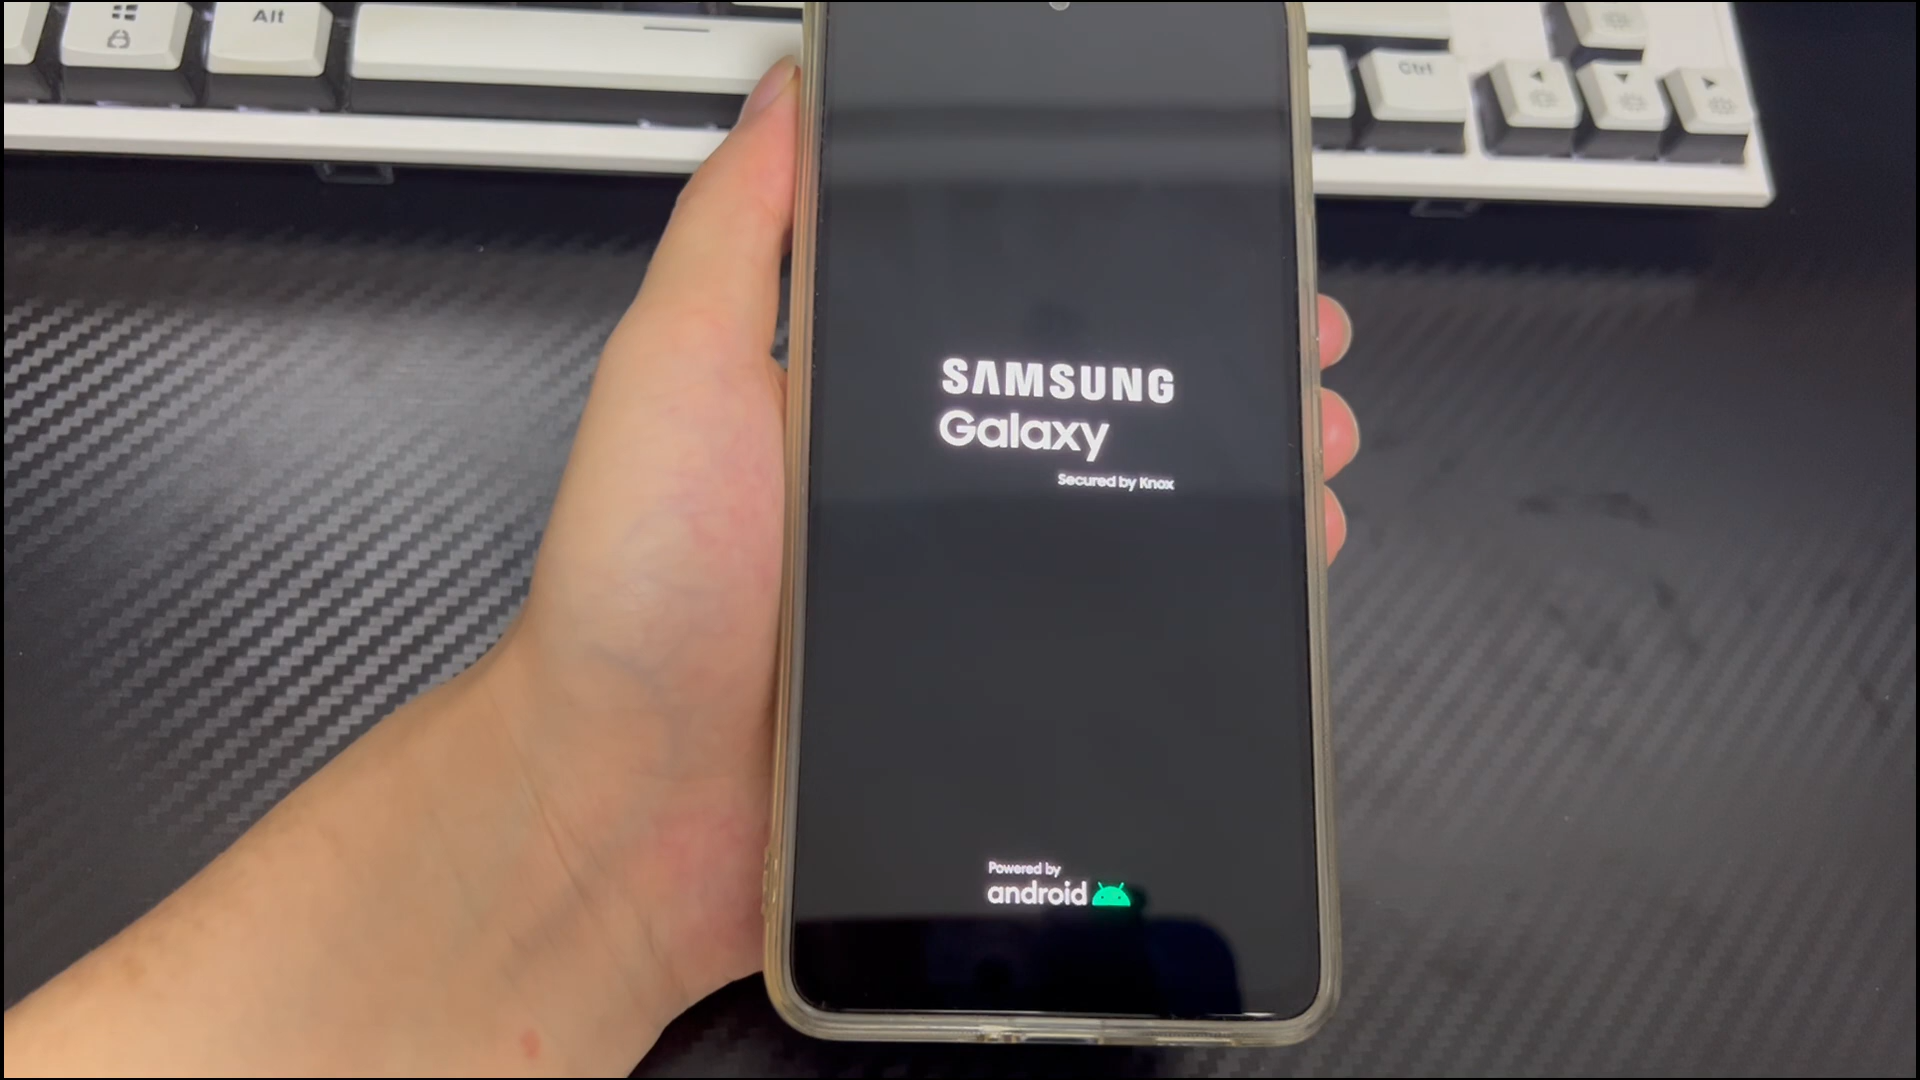 Alt
Ctrl
SAMSUNG
Galaxy
Secured by Knox
Powered by
android